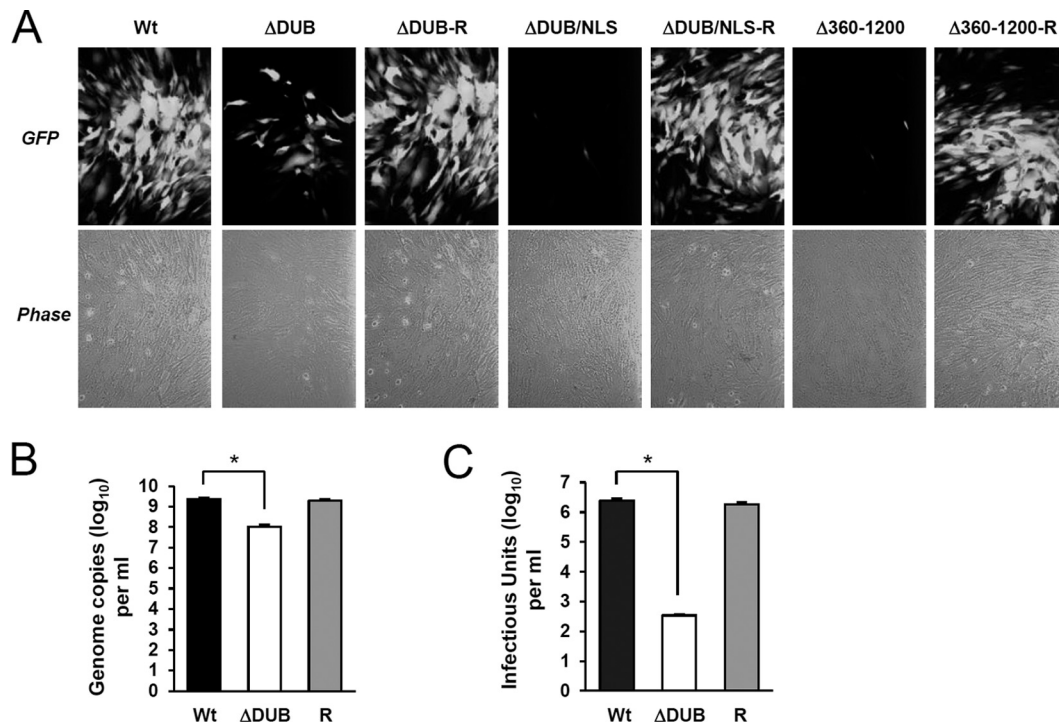 A
Wt ΔDUB ΔDUB-R ΔDUB/NLS ΔDUB/NLS-R Δ360-1200 Δ360-1200-R
GFP
Phase
B
*
Genome copies (log10)
per ml
10
9
8
7
6
5
4
3
2
1
0
Wt ΔDUB R
C
*
Infectious Units (log10)
per ml
7
6
5
4
3
2
1
0
Wt ΔDUB R